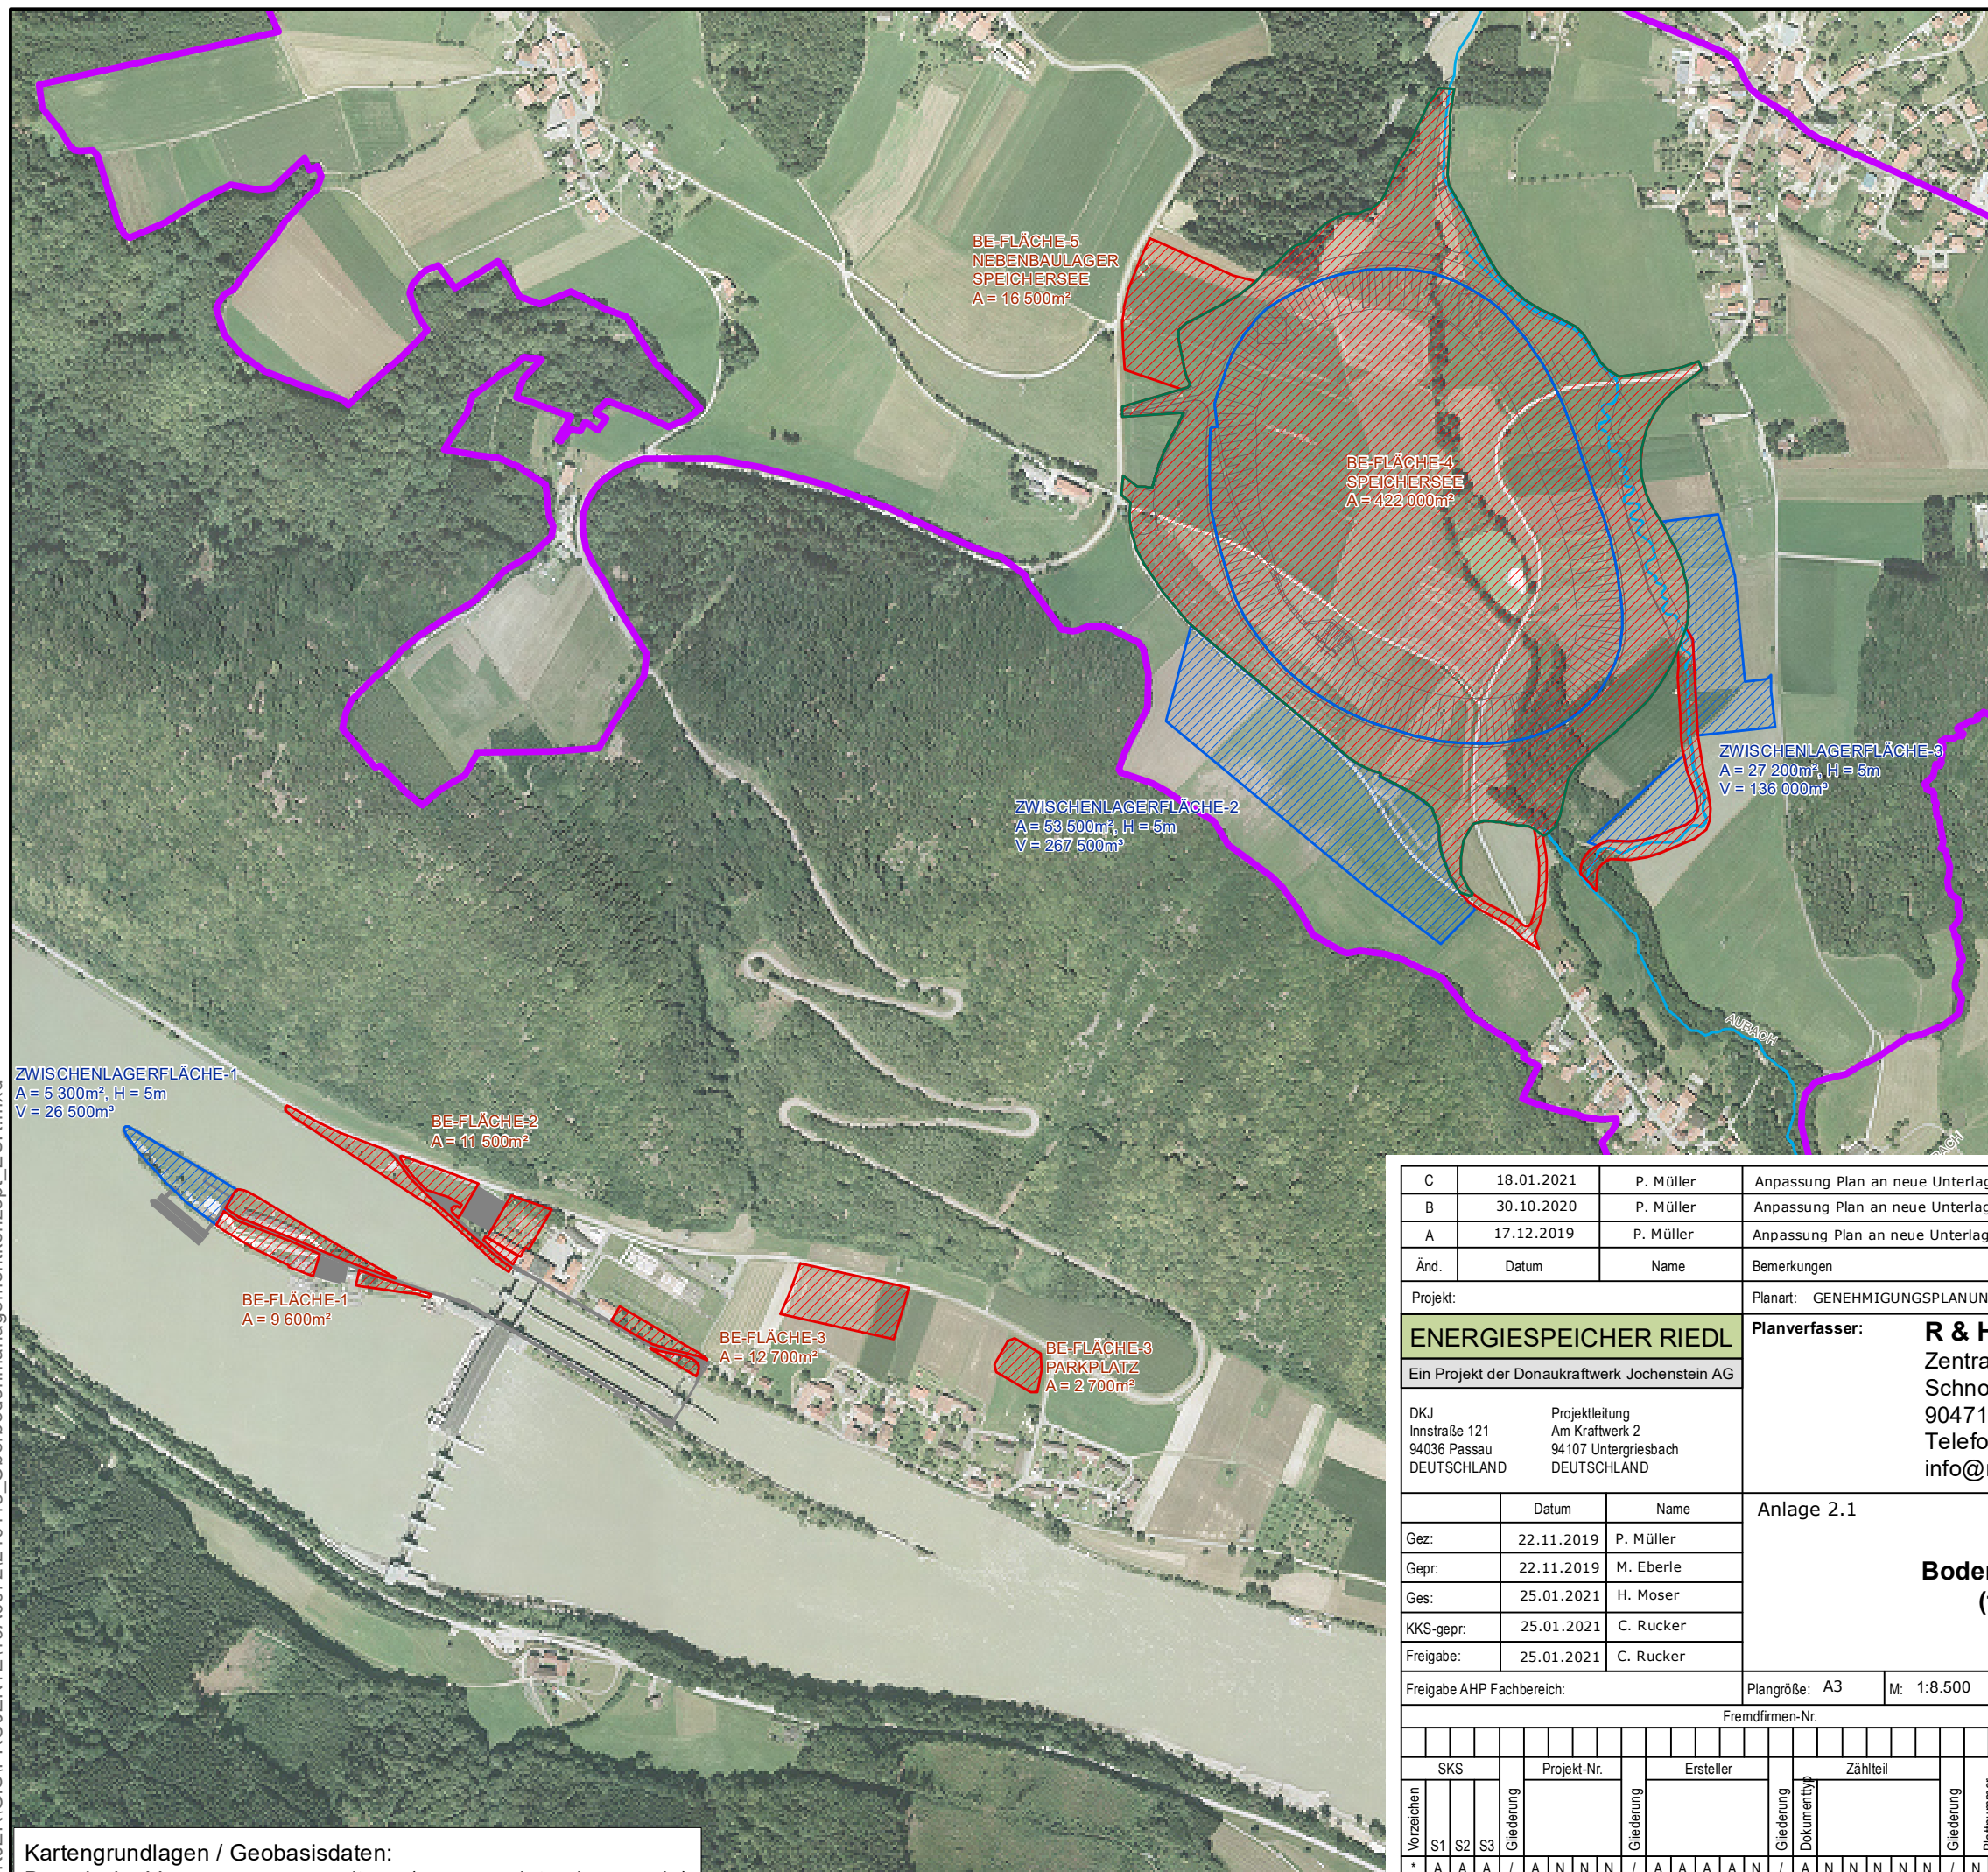 BE-FLÄCHE-5
NEBENBAULAGER
SPEICHERSEE
A = 16 500m²
BE-FLÄCHE-4
SPEICHERSEE
A = 422 000m²
ZWISCHENLAGERFLÄCHE-3
A = 27 200m², H = 5m
V = 136 000m³
ZWISCHENLAGERFLÄCHE-2
A = 53 500m², H = 5m
V = 267 500m³
AUBACH
ZWISCHENLAGERFLÄCHE-1
A = 5 300m², H = 5m
V = 26 500m³
BE-FLÄCHE-2
A = 11 500m²
BE-FLÄCHE-1
A = 9 600m²
BE-FLÄCHE-3
A = 12 700m²
BE-FLÄCHE-3
PARKPLATZ
A = 2 700m²
C 18.01.2021 P. Müller Anpassung Plan an neue Unterlag
B 30.10.2020 P. Müller Anpassung Plan an neue Unterlag
A 17.12.2019 P. Müller Anpassung Plan an neue Unterlag
Änd. Datum Name Bemerkungen
Projekt: Planart: GENEHMIGUNGSPLANUN
ENERGIESPEICHER RIEDL
Ein Projekt der Donaukraftwerk Jochenstein AG
DKJ
Innstraße 121
94036 Passau
DEUTSCHLAND
Projektleitung
Am Kraftwerk 2
94107 Untergriesbach
DEUTSCHLAND
Planverfasser: R & H
Zentra
Schno
90471
Telefo
info@
Datum Name
Gez: 22.11.2019 P. Müller
Gepr: 22.11.2019 M. Eberle
Ges: 25.01.2021 H. Moser
KKS-gepr: 25.01.2021 C. Rucker
Freigabe: 25.01.2021 C. Rucker
Anlage 2.1
Boden
(
Freigabe AHP Fachbereich: Plangröße: A3 M: 1:8.500
Fremdfirmen-Nr.
SKS Projekt-Nr. Ersteller Zählteil
Vorzeichen S1 S2 S3 Gliederung Gliederung Gliederung Dokumenttyp Gliederung
* A A A / A N N N / A A A A N / A N N N N N / N
Kartengrundlagen / Geobasisdaten: